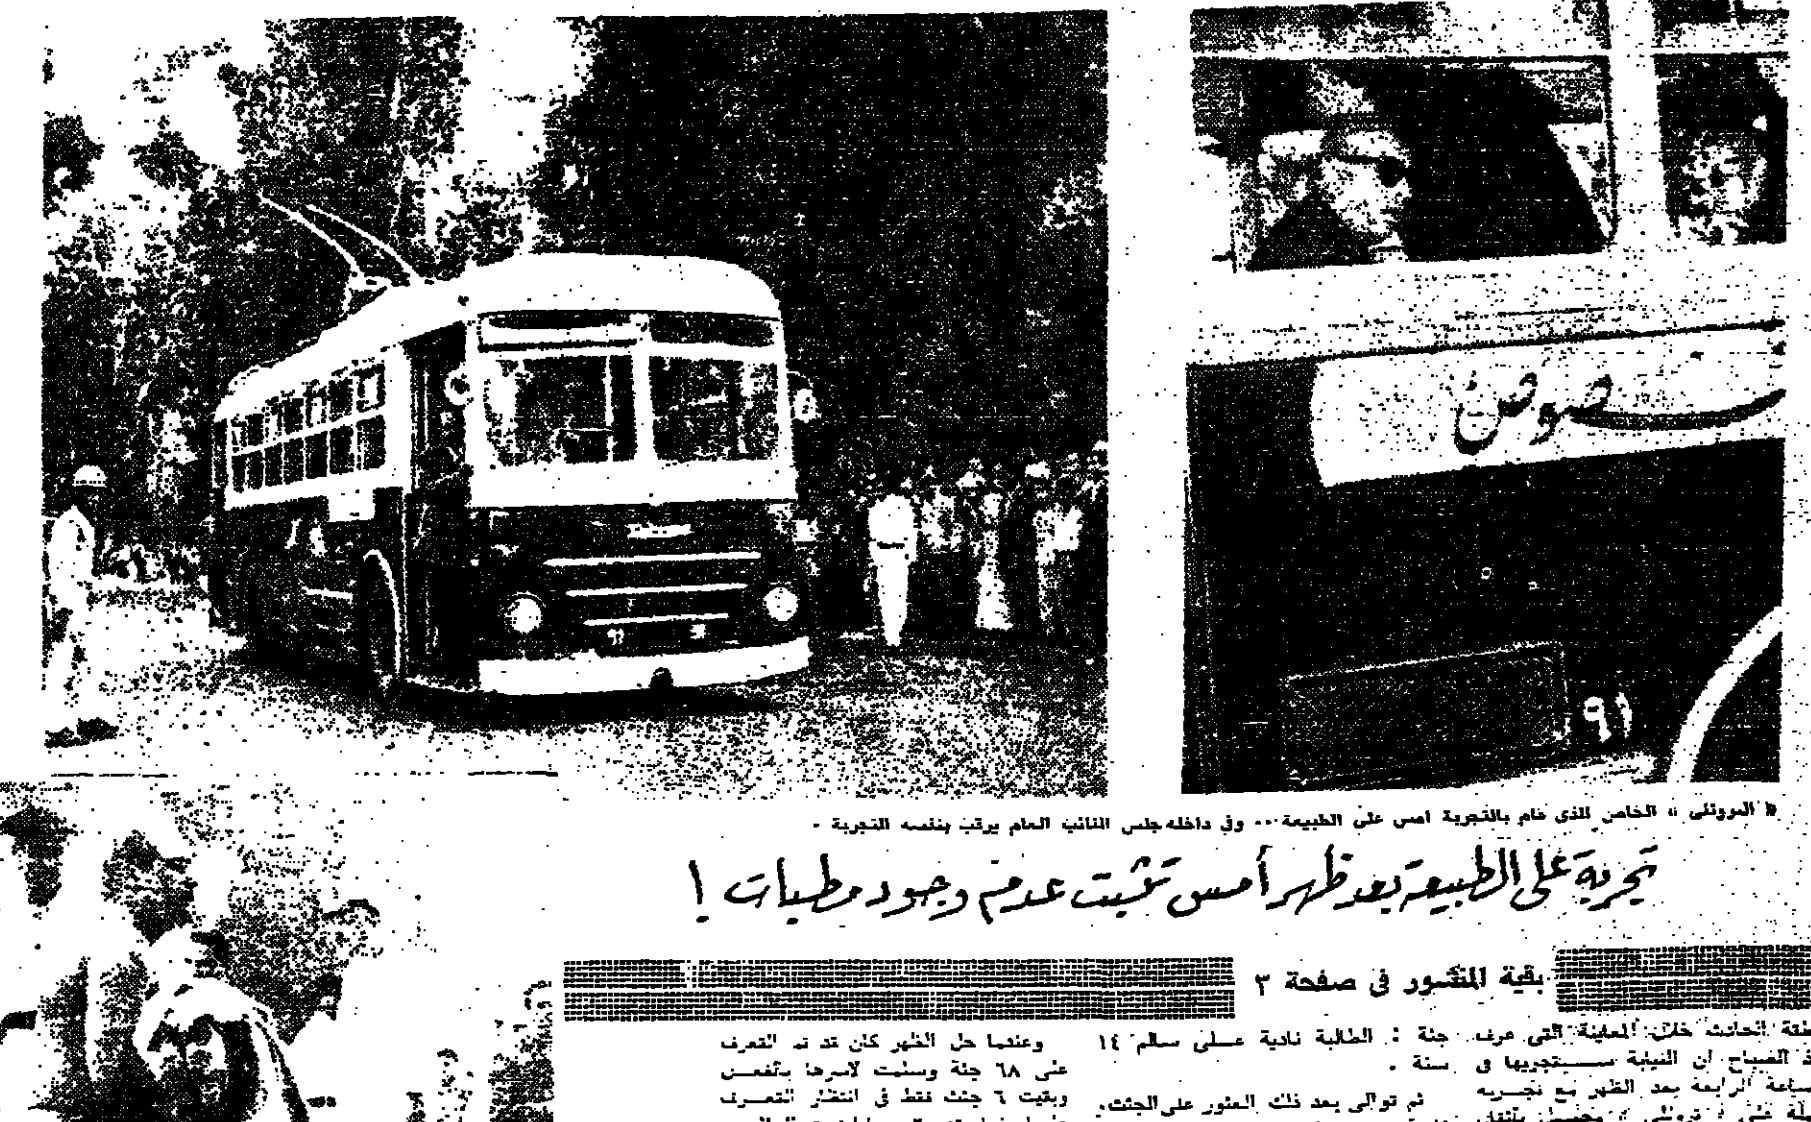 مخصوص
٩١
« التروللى » الخاص الذى قام بالتجربة امس على الطبيعة ... وفى داخله جلس النائب العام يرقب بنفسه التجربة .
تجربة على الطبيعة بعد ظهر أمس تثبت عدم وجود مطبات !
بقية المنشور فى صفحة ٣
الحادث خلال المعاينة التى عرف
الصباح ان النيابة ستجريها فى
الرابعة بعد الظهر مع تجربة
جثة : الطالبة نادية على سالم ١٤
سنة .
ثم توالى بعد ذلك العثور على الجثث.
وعندما حل الظهر كان قد تم التعرف
على ٦٨ جثة وسلمت لاسرها بالفعل
وبقيت ٦ جثث فقط فى انتظار التعرف